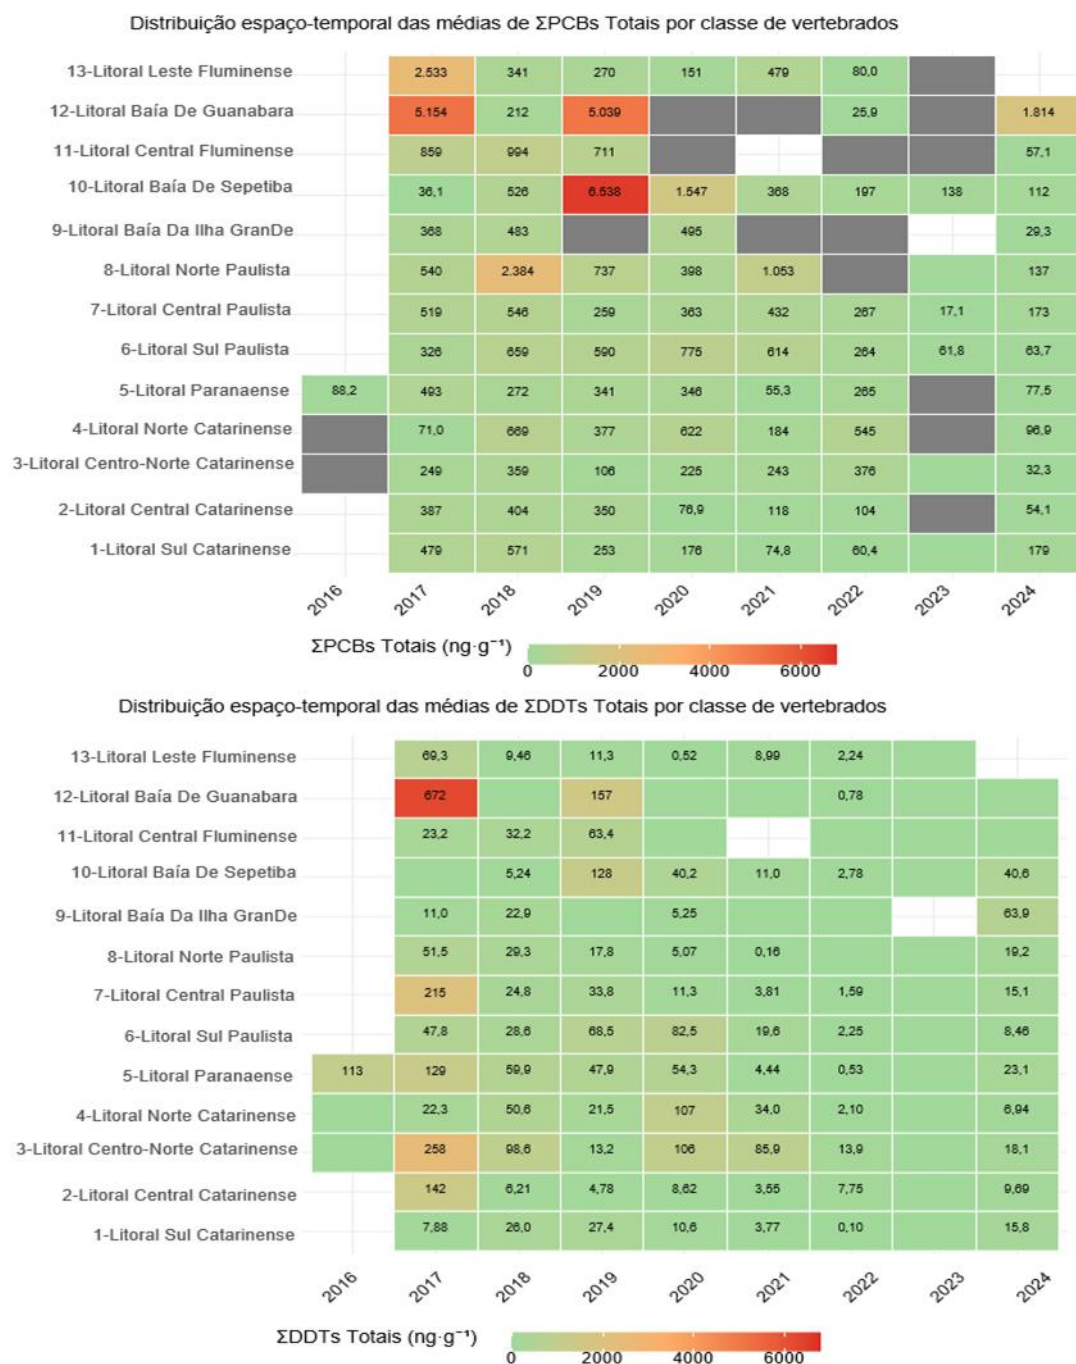 Distribuição espaço-temporal das médias de ΣPCBs Totais por classe de vertebrados
13-Litoral Leste Fluminense 2.533 341 270 151 479 80,0
12-Litoral Baía De Guanabara 5.154 212 5.039 25,9 1.814
11-Litoral Central Fluminense 859 994 711 57,1
10-Litoral Baía De Sepetiba 36,1 526 6.538 1.547 368 197 138 112
9-Litoral Baía Da Ilha GranDe 368 483 495 29,3
8-Litoral Norte Paulista 540 2.384 737 398 1.053 137
7-Litoral Central Paulista 519 546 259 363 432 267 17,1 173
6-Litoral Sul Paulista 326 659 590 775 614 264 61,8 63,7
5-Litoral Paranaense 88,2 493 272 341 346 55,3 265 77,5
4-Litoral Norte Catarinense 71,0 669 377 622 184 545 96,9
3-Litoral Centro-Norte Catarinense 249 359 106 225 243 376 32,3
2-Litoral Central Catarinense 387 404 350 76,9 118 104 54,1
1-Litoral Sul Catarinense 479 571 253 176 74,8 60,4 179
2016 2017 2018 2019 2020 2021 2022 2023 2024
ΣPCBs Totais (ng·g⁻¹)
0 2000 4000 6000
Distribuição espaço-temporal das médias de ΣDDTs Totais por classe de vertebrados
13-Litoral Leste Fluminense 69,3 9,46 11,3 0,52 8,99 2,24
12-Litoral Baía De Guanabara 672 157 0,78
11-Litoral Central Fluminense 23,2 32,2 63,4
10-Litoral Baía De Sepetiba 5,24 128 40,2 11,0 2,78 40,6
9-Litoral Baía Da Ilha GranDe 11,0 22,9 5,25 63,9
8-Litoral Norte Paulista 51,5 29,3 17,8 5,07 0,16 19,2
7-Litoral Central Paulista 215 24,8 33,8 11,3 3,81 1,59 15,1
6-Litoral Sul Paulista 47,8 28,6 68,5 82,5 19,6 2,25 8,46
5-Litoral Paranaense 113 129 59,9 47,9 54,3 4,44 0,53 23,1
4-Litoral Norte Catarinense 22,3 50,6 21,5 107 34,0 2,10 6,94
3-Litoral Centro-Norte Catarinense 258 98,6 13,2 106 85,9 13,9 18,1
2-Litoral Central Catarinense 142 6,21 4,78 8,62 3,55 7,75 9,69
1-Litoral Sul Catarinense 7,88 26,0 27,4 10,6 3,77 0,10 15,8
2016 2017 2018 2019 2020 2021 2022 2023 2024
ΣDDTs Totais (ng·g⁻¹)
0 2000 4000 6000